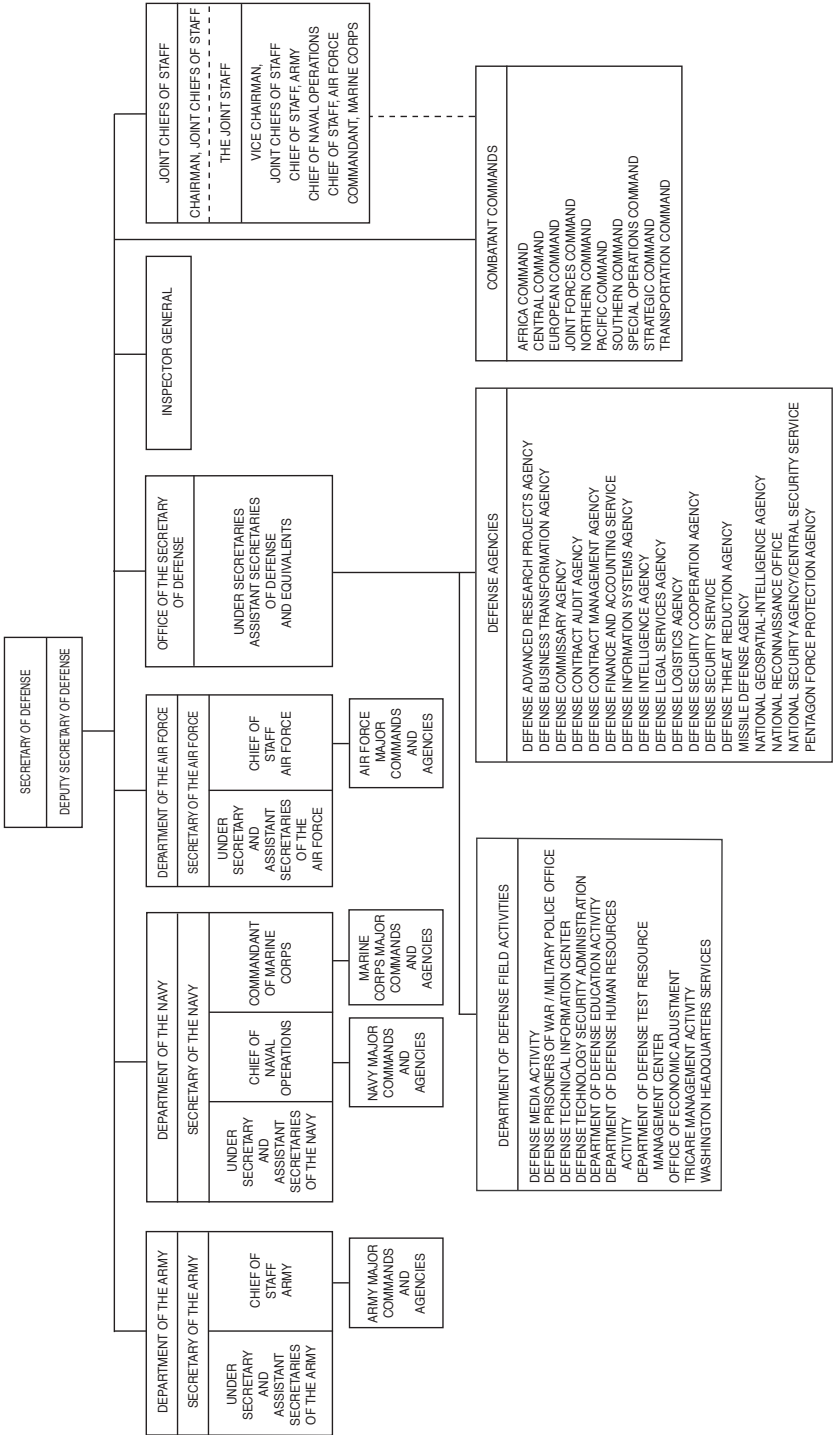 SECRETARY OF DEFENSE
DEPUTY SECRETARY OF DEFENSE
DEPARTMENT OF THE ARMY
SECRETARY OF THE ARMY
UNDER
SECRETARY
AND
ASSISTANT
SECRETARIES
OF THE ARMY
CHIEF OF
STAFF
ARMY
ARMY MAJOR
COMMANDS
AND
AGENCIES
DEPARTMENT OF THE NAVY
SECRETARY OF THE NAVY
UNDER
SECRETARY
AND
ASSISTANT
SECRETARIES
OF THE NAVY
CHIEF OF
NAVAL
OPERATIONS
COMMANDANT
OF MARINE
CORPS
NAVY MAJOR
COMMANDS
AND
AGENCIES
MARINE
CORPS MAJOR
COMMANDS
AND
AGENCIES
DEPARTMENT OF THE AIR FORCE
SECRETARY OF THE AIR FORCE
UNDER
SECRETARY
AND
ASSISTANT
SECRETARIES
OF THE
AIR FORCE
CHIEF OF
STAFF
AIR FORCE
AIR FORCE
MAJOR
COMMANDS
AND
AGENCIES
OFFICE OF THE SECRETARY
OF DEFENSE
UNDER SECRETARIES
ASSISTANT SECRETARIES
OF DEFENSE
AND EQUIVALENTS
INSPECTOR GENERAL
JOINT CHIEFS OF STAFF
CHAIRMAN, JOINT CHIEFS OF STAFF
THE JOINT STAFF
VICE CHAIRMAN,
JOINT CHIEFS OF STAFF
CHIEF OF STAFF, ARMY
CHIEF OF NAVAL OPERATIONS
CHIEF OF STAFF, AIR FORCE
COMMANDANT, MARINE CORPS
DEPARTMENT OF DEFENSE FIELD ACTIVITIES
DEFENSE MEDIA ACTIVITY
DEFENSE PRISONERS OF WAR / MILITARY POLICE OFFICE
DEFENSE TECHNICAL INFORMATION CENTER
DEFENSE TECHNOLOGY SECURITY ADMINISTRATION
DEPARTMENT OF DEFENSE EDUCATION ACTIVITY
DEPARTMENT OF DEFENSE HUMAN RESOURCES
ACTIVITY
DEPARTMENT OF DEFENSE TEST RESOURCE
MANAGEMENT CENTER
OFFICE OF ECONOMIC ADJUSTMENT
TRICARE MANAGEMENT ACTIVITY
WASHINGTON HEADQUARTERS SERVICES
DEFENSE AGENCIES
DEFENSE ADVANCED RESEARCH PROJECTS AGENCY
DEFENSE BUSINESS TRANSFORMATION AGENCY
DEFENSE COMMISSARY AGENCY
DEFENSE CONTRACT AUDIT AGENCY
DEFENSE CONTRACT MANAGEMENT AGENCY
DEFENSE FINANCE AND ACCOUNTING SERVICE
DEFENSE INFORMATION SYSTEMS AGENCY
DEFENSE INTELLIGENCE AGENCY
DEFENSE LEGAL SERVICES AGENCY
DEFENSE LOGISTICS AGENCY
DEFENSE SECURITY COOPERATION AGENCY
DEFENSE SECURITY SERVICE
DEFENSE THREAT REDUCTION AGENCY
MISSILE DEFENSE AGENCY
NATIONAL GEOSPATIAL-INTELLIGENCE AGENCY
NATIONAL RECONNAISSANCE OFFICE
NATIONAL SECURITY AGENCY/CENTRAL SECURITY SERVICE
PENTAGON FORCE PROTECTION AGENCY
COMBATANT COMMANDS
AFRICA COMMAND
CENTRAL COMMAND
EUROPEAN COMMAND
JOINT FORCES COMMAND
NORTHERN COMMAND
PACIFIC COMMAND
SOUTHERN COMMAND
SPECIAL OPERATIONS COMMAND
STRATEGIC COMMAND
TRANSPORTATION COMMAND